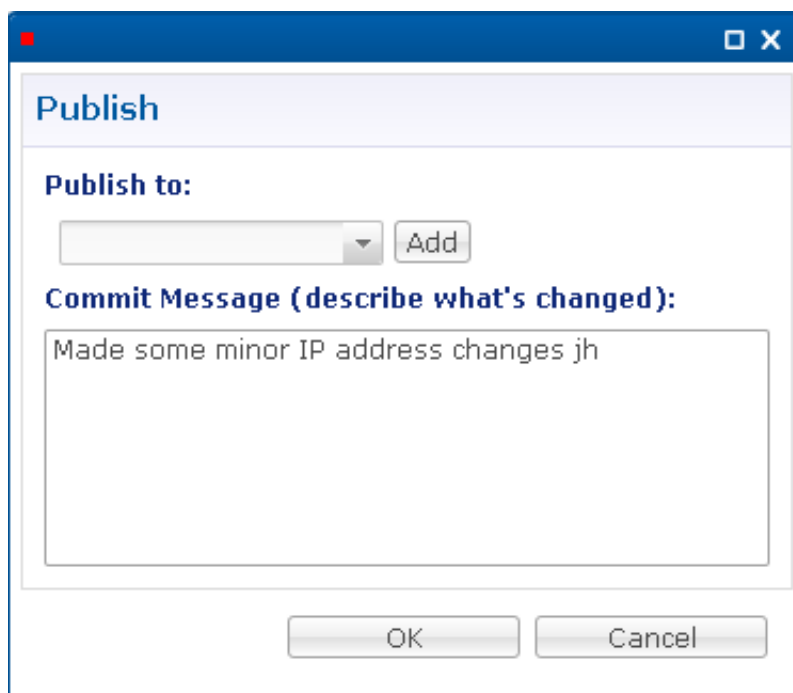 Publish
Publish to:
Add
Commit Message (describe what's changed):
Made some minor IP address changes jh
OK Cancel